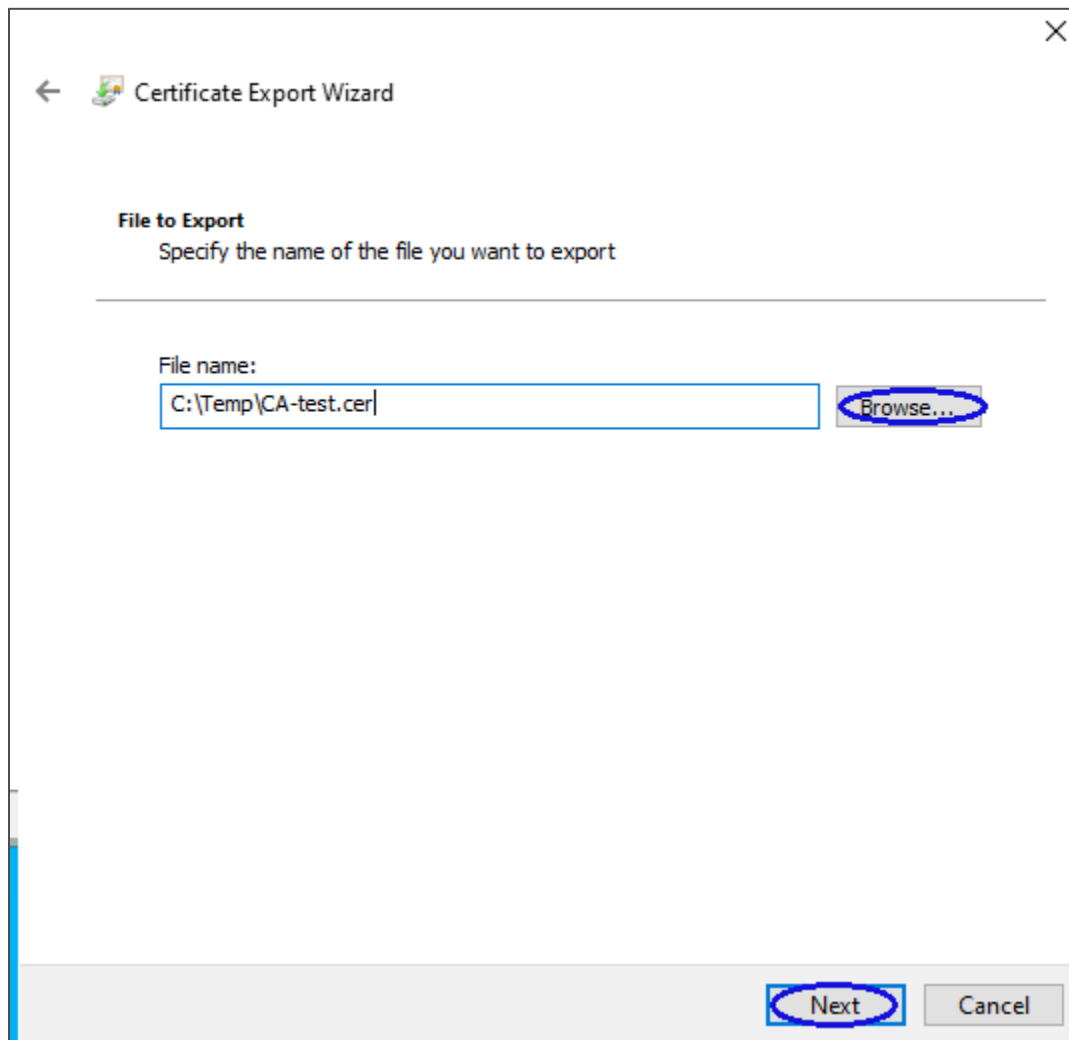 Certificate Export Wizard
File to Export
Specify the name of the file you want to export
File name:
C:\Temp\CA-test.cer
Browse...
Next
Cancel